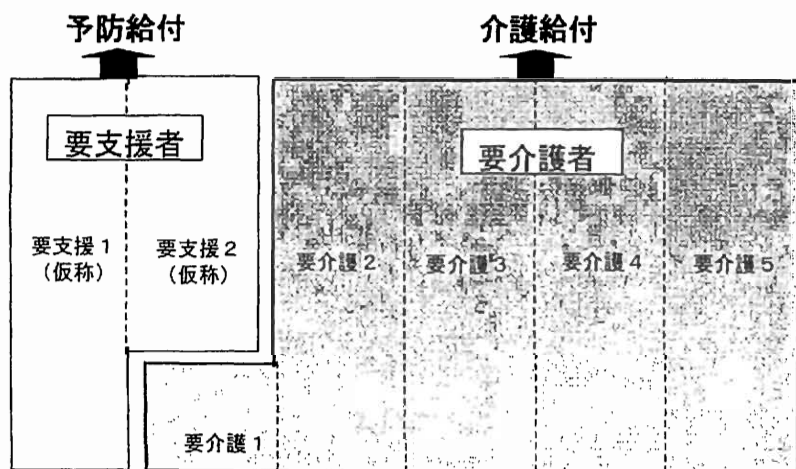 予防給付
介護給付
要支援者
要介護者
要支援1
(仮称)
要支援2
(仮称)
要介護2
要介護3
要介護4
要介護5
要介護1